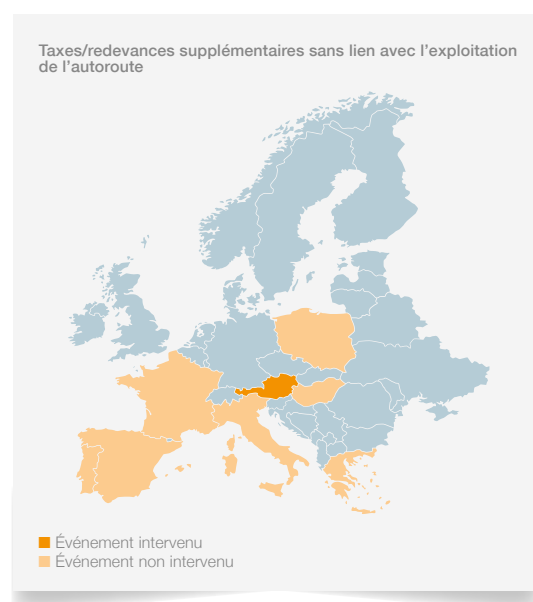 Taxes/redevances supplémentaires sans lien avec l’exploitation
de l’autoroute
Événement intervenu
Événement non intervenu